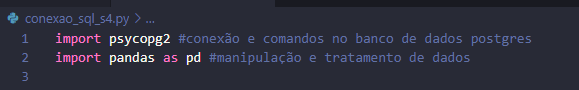 conexao_sql_s4.py > ...
1 import psycopg2 #conexão e comandos no banco de dados postgres
2 import pandas as pd #manipulação e tratamento de dados
3